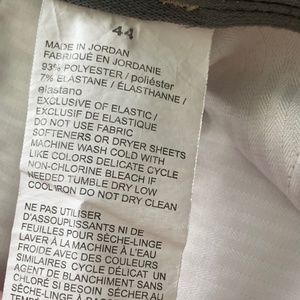 44
MADE IN JORDAN
FABRIQUÉ EN JORDANIE
93% POLYESTER / poliéster
7% ELASTANE / ÉLASTHANNE /
elastano
EXCLUSIVE OF ELASTIC /
EXCLUSIF DE ELASTIQUE
DO NOT USE FABRIC
SOFTENERS OR DRYER SHEETS
MACHINE WASH COLD WITH
LIKE COLORS DELICATE CYCLE
NON-CHLORINE BLEACH IF
NEEDED TUMBLE DRY LOW
COOL IRON DO NOT DRY CLEAN
NE PAS UTILISER
D'ASSOUPLISSANTS NI DE
FEUILLES POUR SÈCHE-LINGE
LAVER À LA MACHINE À L'EAU
FROIDE AVEC DES COULEURS
SIMILAIRES CYCLE DÉLICAT UN
AGENT DE BLANCHIMENT SANS
CHLOR SI BESOIN SÉCHER AU